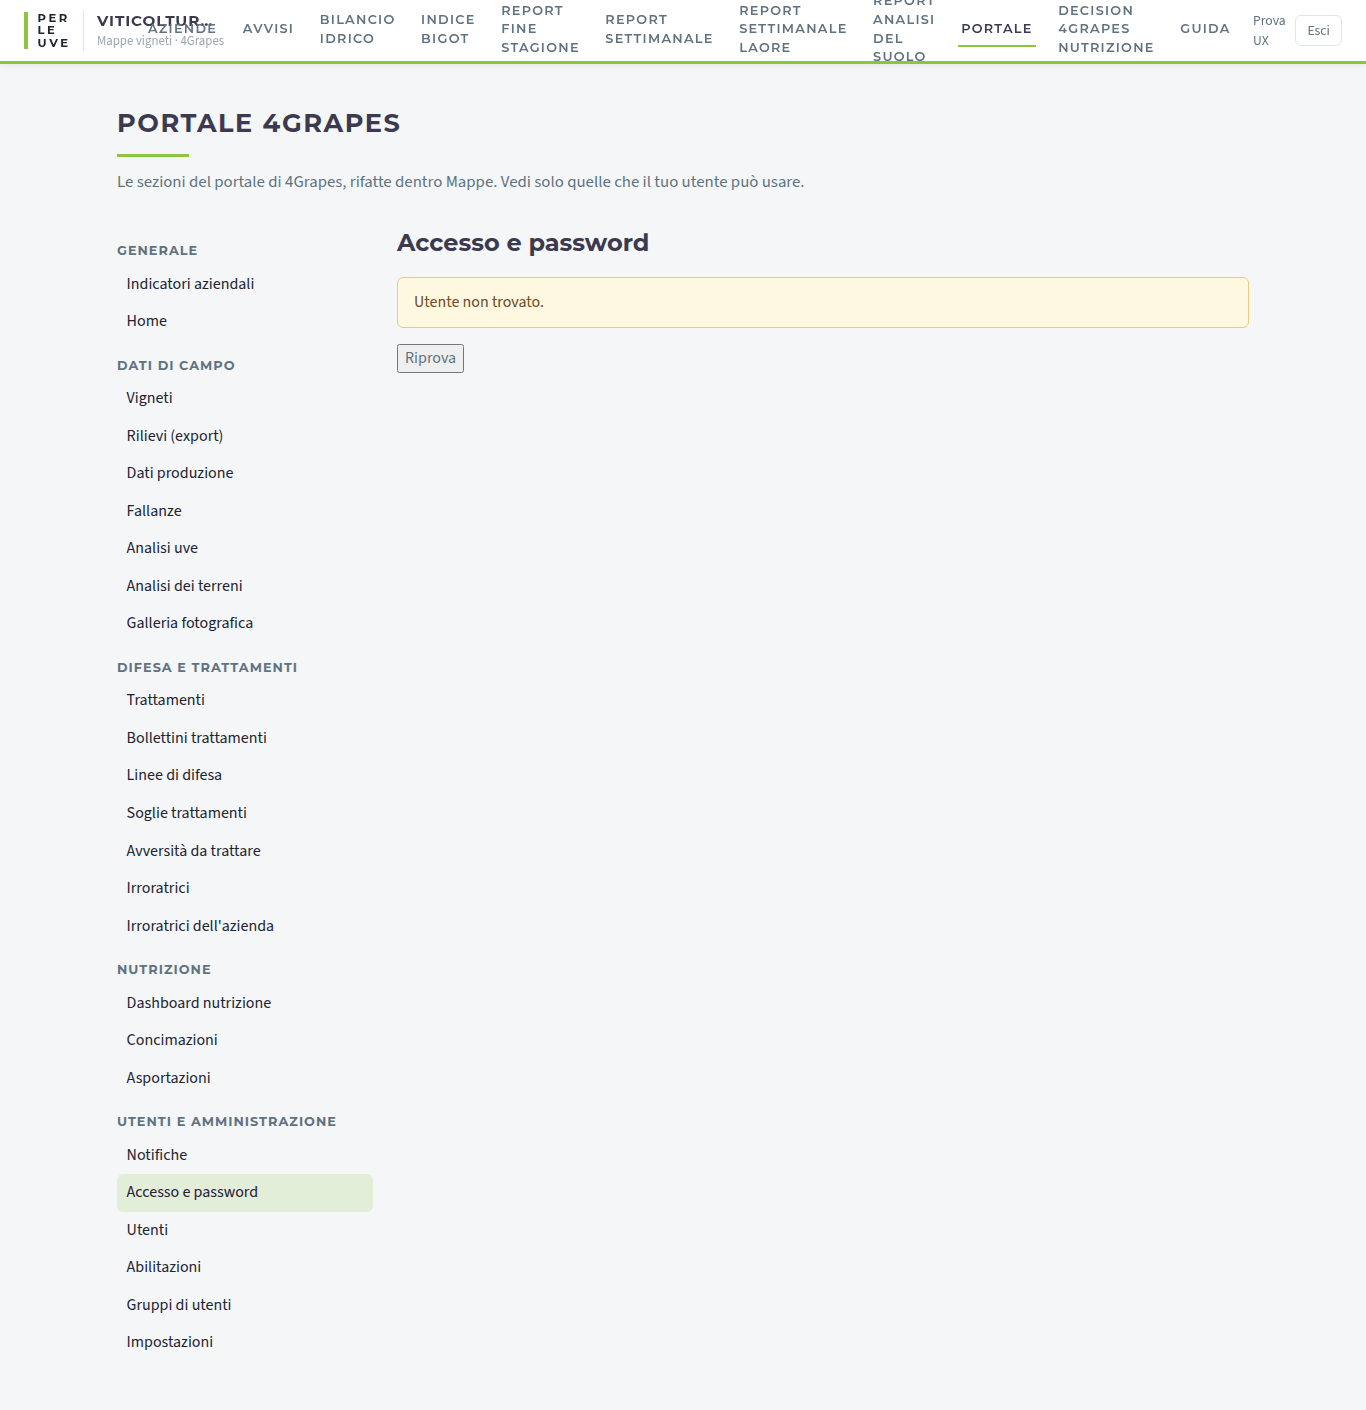 PER
LE
UVE
VITICOLTUR...
Mappe vigneti · 4Grapes
AZIENDE
AVVISI
BILANCIO
IDRICO
INDICE
BIGOT
REPORT
FINE
STAGIONE
REPORT
SETTIMANALE
REPORT
SETTIMANALE
LAORE
REPORT
ANALISI
DEL
SUOLO
PORTALE
DECISION
4GRAPES
NUTRIZIONE
GUIDA
Prova
UX
Esci
PORTALE 4GRAPES
Le sezioni del portale di 4Grapes, rifatte dentro Mappe. Vedi solo quelle che il tuo utente può usare.
GENERALE
Indicatori aziendali
Home
DATI DI CAMPO
Vigneti
Rilievi (export)
Dati produzione
Fallanze
Analisi uve
Analisi dei terreni
Galleria fotografica
DIFESA E TRATTAMENTI
Trattamenti
Bollettini trattamenti
Linee di difesa
Soglie trattamenti
Avversità da trattare
Irroratrici
Irroratrici dell'azienda
NUTRIZIONE
Dashboard nutrizione
Concimazioni
Asportazioni
UTENTI E AMMINISTRAZIONE
Notifiche
Accesso e password
Utenti
Abilitazioni
Gruppi di utenti
Impostazioni
Accesso e password
Utente non trovato.
Riprova